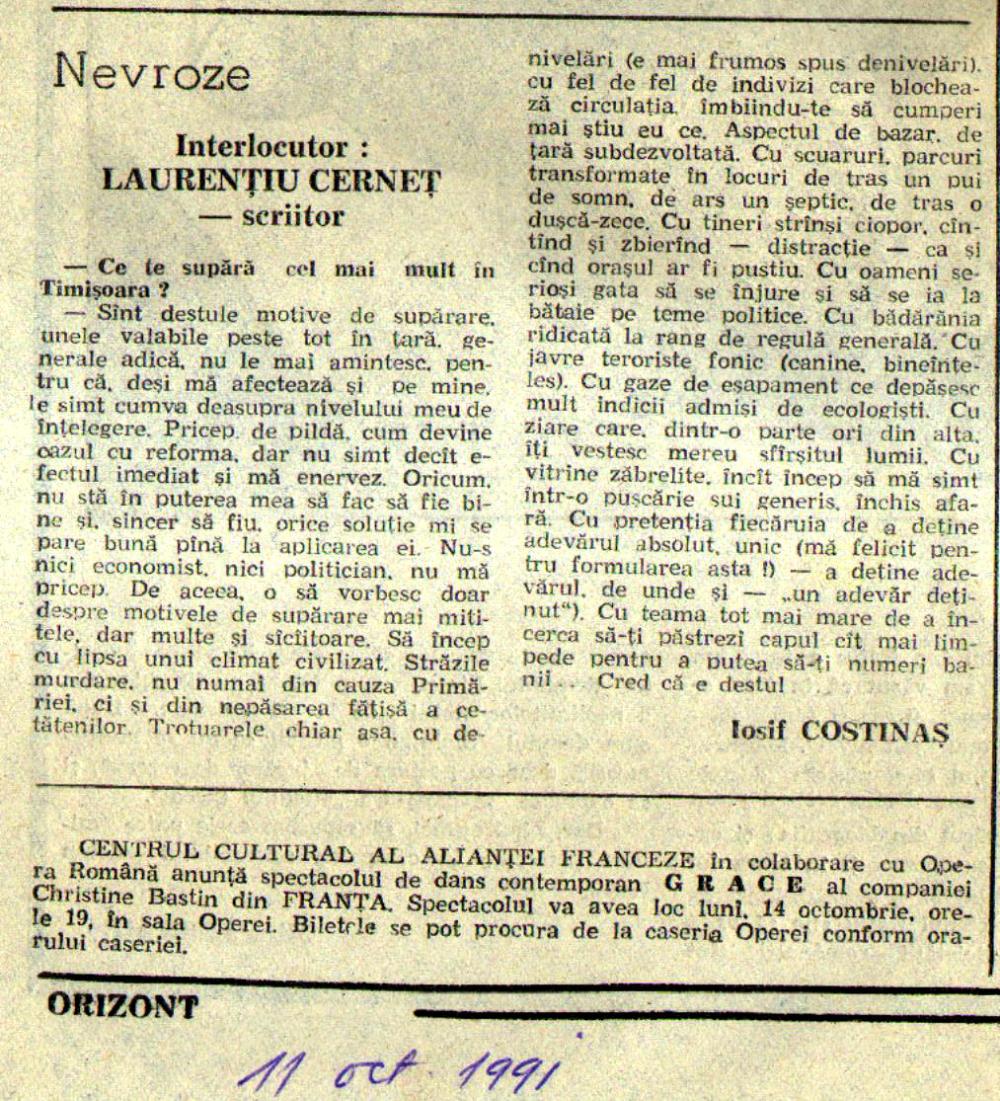 Nevroze
Interlocutor :
LAURENȚIU CERNEȚ
— scriitor
— Ce te supără cel mai mult în
Timișoara ?
— Sînt destule motive de supărare,
unele valabile peste tot în țară, ge-
nerale adică, nu le mai amintesc, pen-
tru că, deși mă afectează și pe mine,
le simt cumva deasupra nivelului meu de
înțelegere. Pricep, de pildă, cum devine
cazul cu reforma, dar nu simt decît e-
fectul imediat și mă enervez. Oricum,
nu stă în puterea mea să fac să fie bi-
ne și, sincer să fiu, orice soluție mi se
pare bună pînă la aplicarea ei. Nu-s
nici economist, nici politician, nu mă
pricep. De aceea, o să vorbesc doar
despre motivele de supărare mai miti-
tele, dar multe și sîcîitoare. Să încep
cu lipsa unui climat civilizat. Străzile
murdare, nu numai din cauza Primă-
riei, ci și din nepăsarea fățișă a ce-
tățenilor. Trotuarele, chiar așa, cu de-
nivelări (e mai frumos spus denivelări),
cu fel de fel de indivizi care blochea-
ză circulația, îmbiindu-te să cumperi
mai știu eu ce. Aspectul de bazar, de
țară subdezvoltată. Cu scuaruri, parcuri
transformate în locuri de tras un pui
de somn, de ars un șeptic, de tras o
dușcă-zece. Cu tineri strînși ciopor, cîn-
tînd și zbierînd — distracție — ca și
cînd orașul ar fi pustiu. Cu oameni se-
rioși gata să se înjure și să se ia la
bătaie pe teme politice. Cu bădărănia
ridicată la rang de regulă generală. Cu
javre teroriste fonic (canine, bineînțe-
les). Cu gaze de eșapament ce depășesc
mult indicii admiși de ecologiști. Cu
ziare care, dintr-o parte ori din alta,
îți vestesc mereu sfîrșitul lumii. Cu
vitrine zăbrelite, încît încep să mă simt
într-o pușcărie sui generis, închis afa-
ră. Cu pretenția fiecăruia de a deține
adevărul absolut, unic (mă felicit pen-
tru formularea asta !) — a deține ade-
vărul, de unde și — „un adevăr deți-
nut“). Cu teama tot mai mare de a în-
cerca să-ți păstrezi capul cît mai lim-
pede pentru a putea să-ți numeri ba-
nii... Cred că e destul
Iosif COSTINAȘ
CENTRUL CULTURAL AL ALIANȚEI FRANCEZE în colaborare cu Ope-
ra Română anunță spectacolul de dans contemporan G R A C E al companiei
Christine Bastin din FRANȚA. Spectacolul va avea loc luni, 14 octombrie, ore-
le 19, în sala Operei. Biletele se pot procura de la caseria Operei conform ora-
rului caseriei.
ORIZONT
11 oct. 1991